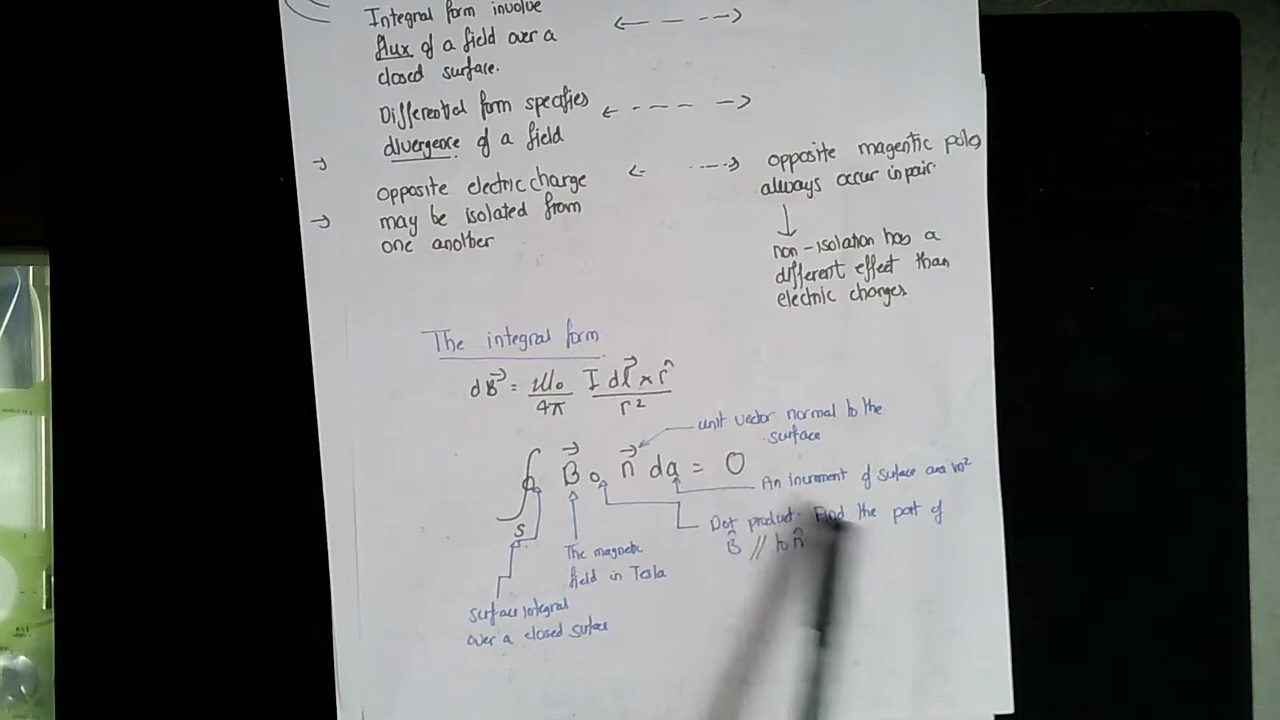 Integral form involve
flux of a field over a
closed surface.
Differential form specifies
divergence of a field
opposite electric charge
may be isolated from
one another
opposite magentic poles
always occur in pair.
non-isolation has a
different effect than
electric charges
The integral form
dB⃗ = μ₀/4π I dl⃗ × r̂ / r²
∮ₛ B⃗ ∘ n⃗ da = 0
unit vector normal to the
surface
An increment of surface area m²
Dot product. Find the part of
B̂ // to n̂
The magnetic
field in Tesla
Surface integral
over a closed surface